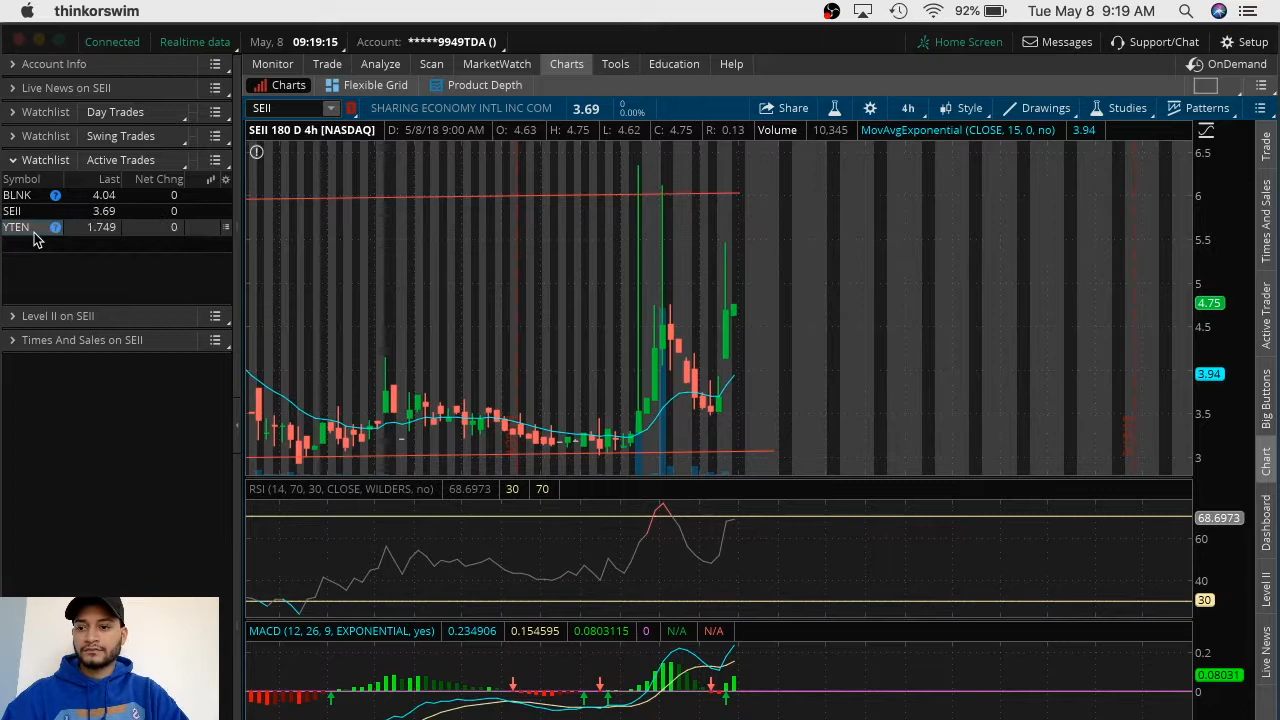 thinkorswim
92%
Tue May 8 9:19 AM
Connected
Realtime data
May, 8 09:19:15
Account: *****9949TDA ()
Home Screen
Messages
Support/Chat
Setup
Account Info
Monitor Trade Analyze Scan MarketWatch Charts Tools Education Help
OnDemand
Live News on SEII
Charts Flexible Grid Product Depth
Watchlist Day Trades
SEII SHARING ECONOMY INTL INC COM 3.69 0 0.00%
Share 4h Style Drawings Studies Patterns
Watchlist Swing Trades
SEII 180 D 4h [NASDAQ] D: 5/8/18 9:00 AM O: 4.63 H: 4.75 L: 4.62 C: 4.75 R: 0.13 Volume 10,345 MovAvgExponential (CLOSE, 15, 0, no) 3.94
Watchlist Active Trades
Symbol Last Net Chng
BLNK 4.04 0
SEII 3.69 0
YTEN 1.749 0
Level II on SEII
Times And Sales on SEII
6.5
6
5.5
5
4.75
4.5
3.94
3.5
3
RSI (14, 70, 30, CLOSE, WILDERS, no) 68.6973 30 70
68.6973
60
40
30
MACD (12, 26, 9, EXPONENTIAL, yes) 0.234906 0.154595 0.0803115 0 N/A N/A
0.2
0.08031
0
Trade
Times And Sales
Active Trader
Big Buttons
Chart
Dashboard
Level II
Live News